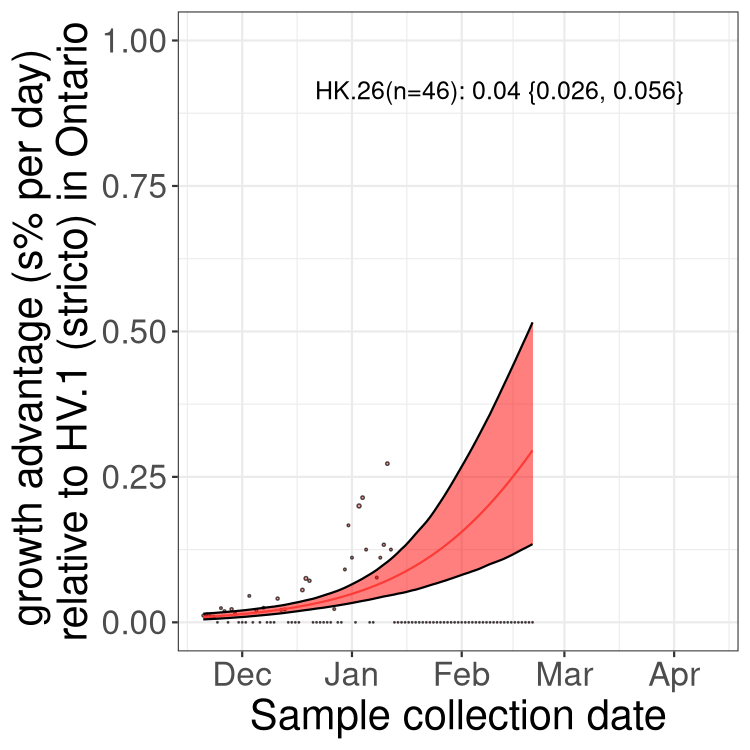 growth advantage (s% per day)
relative to HV.1 (stricto) in Ontario
1.00
0.75
0.50
0.25
0.00
HK.26(n=46): 0.04 {0.026, 0.056}
Dec Jan Feb Mar Apr
Sample collection date